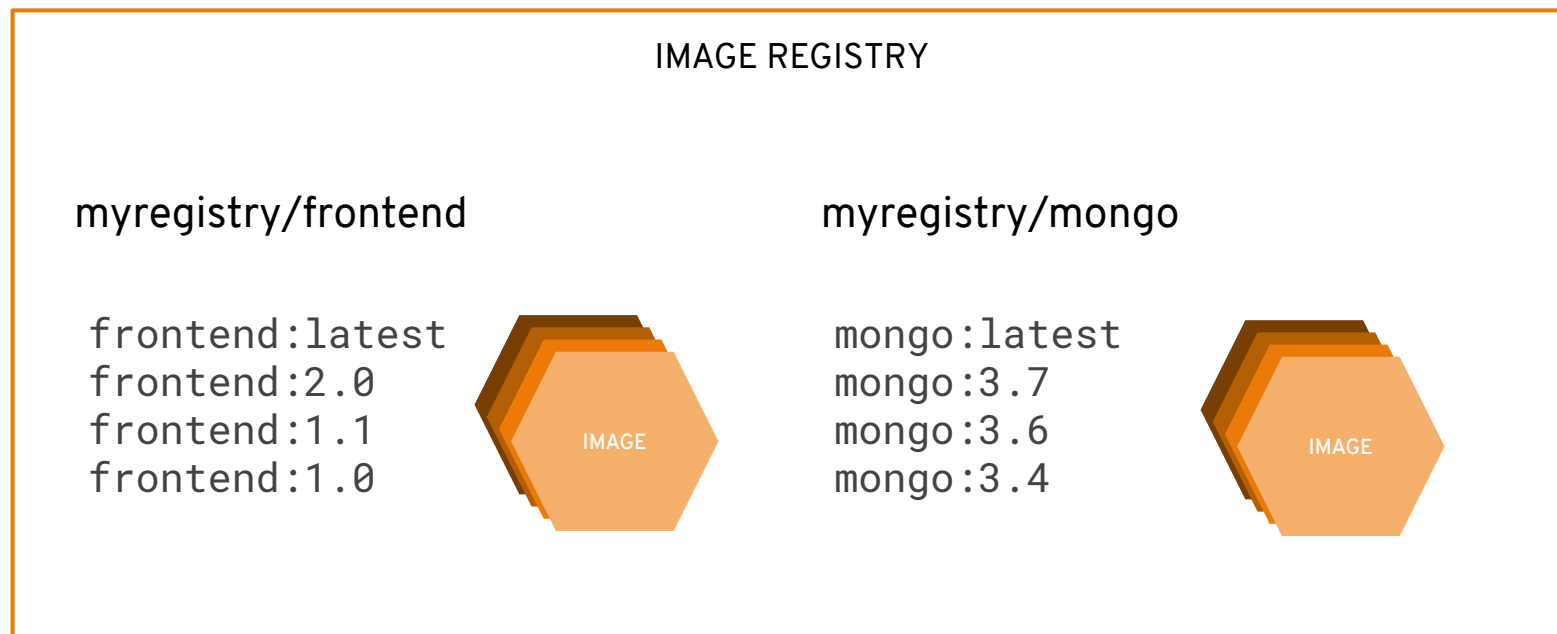 IMAGE REGISTRY
myregistry/frontend
frontend:latest
frontend:2.0
frontend:1.1
frontend:1.0
IMAGE
myregistry/mongo
mongo:latest
mongo:3.7
mongo:3.6
mongo:3.4
IMAGE